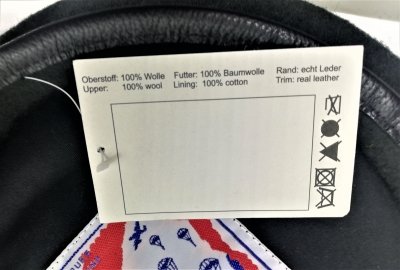 Oberstoff: 100% Wolle Futter: 100% Baumwolle Rand: echt Leder
Upper: 100% wool Lining: 100% cotton Trim: real leather